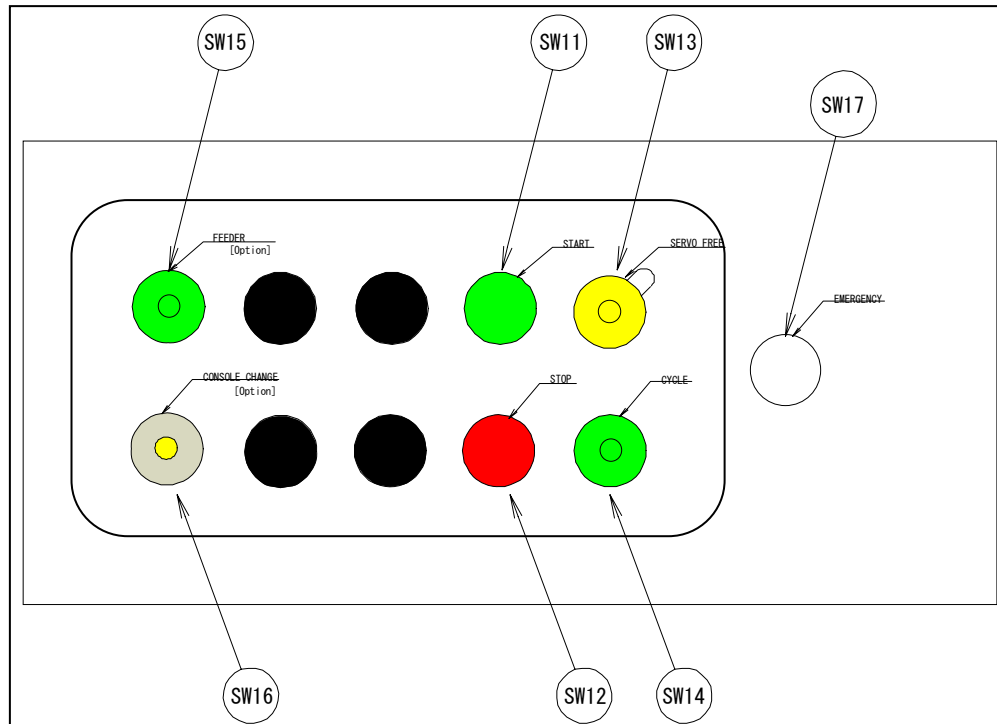 SW15
SW11
SW13
SW17
FEEDER
[Option]
START
SERVO FREE
EMERGENCY
CONSOLE CHANGE
[Option]
STOP
CYCLE
SW16
SW12
SW14